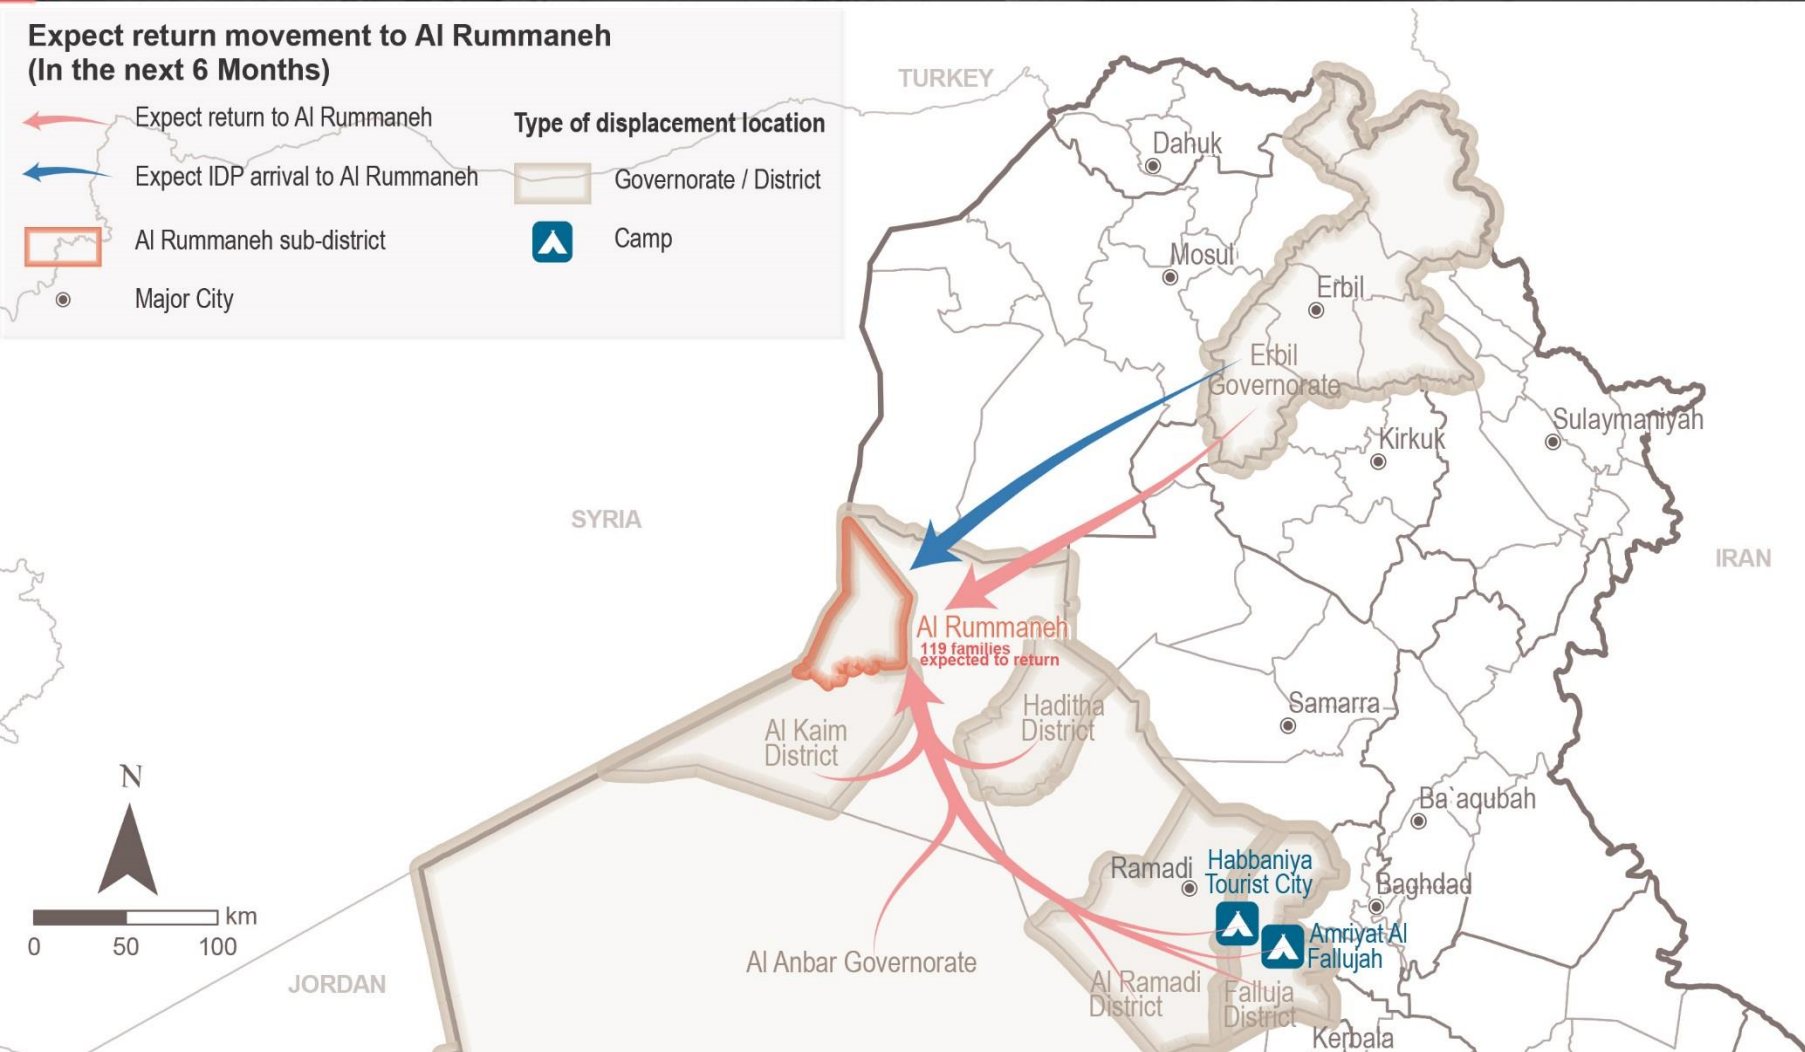 Expect return movement to Al Rummaneh
(In the next 6 Months)
Expect return to Al Rummaneh
Expect IDP arrival to Al Rummaneh
Al Rummaneh sub-district
Major City
Type of displacement location
Governorate / District
Camp
TURKEY
Dahuk
Mosul
Erbil
Erbil
Governorate
Sulaymaniyah
Kirkuk
SYRIA
IRAN
Al Rummaneh
119 families
expected to return
Haditha
District
Samarra
Al Kaim
District
N
Ba`aqubah
Ramadi
Habbaniya
Tourist City
Baghdad
km
0
50
100
Amriyat Al
Fallujah
Al Anbar Governorate
JORDAN
Al Ramadi
District
Falluja
District
Kerbala